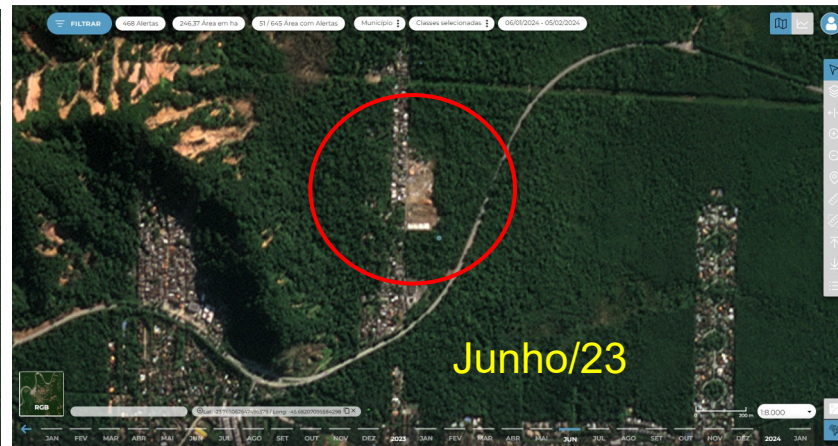 FILTRAR
468 Alertas
246,37 Área em ha
51 / 645 Área com Alertas
Município
Classes selecionadas
06/01/2024 - 05/02/2024
Junho/23
RGB
1:8.000
JAN FEV MAR ABR MAI JUN JUL AGO SET OUT NOV DEZ 2023 JAN FEV MAR ABR MAI JUN JUL AGO SET OUT NOV DEZ 2024 JAN